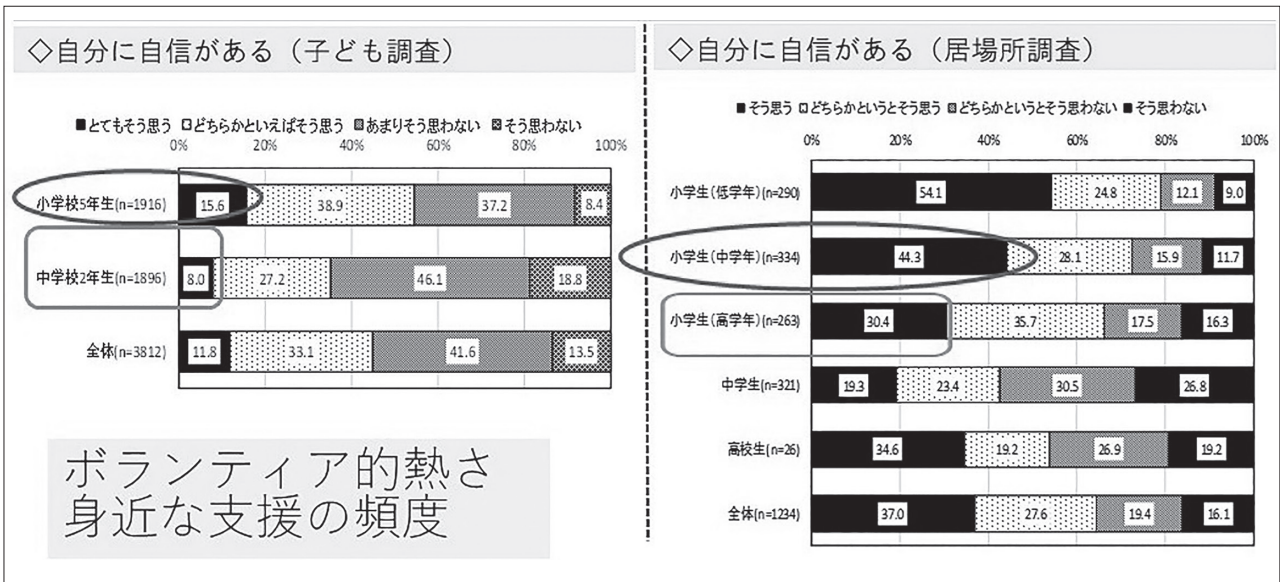 ◇自分に自信がある（子ども調査）
■とてもそう思う □どちらかといえばそう思う ■あまりそう思わない ■そう思わない
0% 20% 40% 60% 80% 100%
小学校5年生(n=1916) 15.6 38.9 37.2 8.4
中学校2年生(n=1896) 8.0 27.2 46.1 18.8
全体(n=3812) 11.8 33.1 41.6 13.5
ボランティア的熱さ
身近な支援の頻度
◇自分に自信がある（居場所調査）
■そう思う □どちらかというとそう思う ■どちらかというとそう思わない ■そう思わない
0% 20% 40% 60% 80% 100%
小学生(低学年)(n=290) 54.1 24.8 12.1 9.0
小学生(中学年)(n=334) 44.3 28.1 15.9 11.7
小学生(高学年)(n=263) 30.4 35.7 17.5 16.3
中学生(n=321) 19.3 23.4 30.5 26.8
高校生(n=26) 34.6 19.2 26.9 19.2
全体(n=1234) 37.0 27.6 19.4 16.1